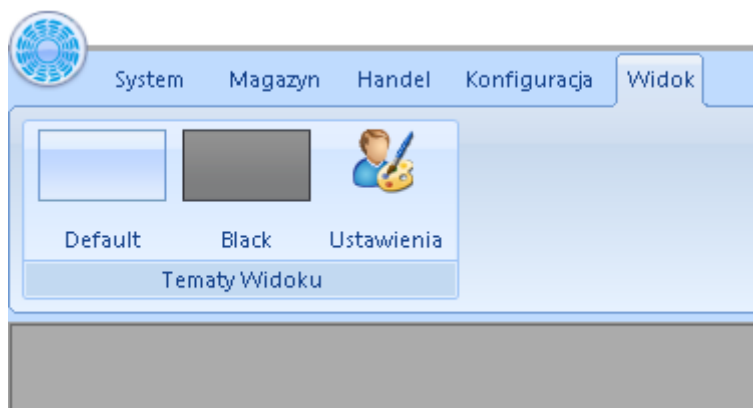 System Magazyn Handel Konfiguracja Widok
Default Black Ustawienia
Tematy Widoku